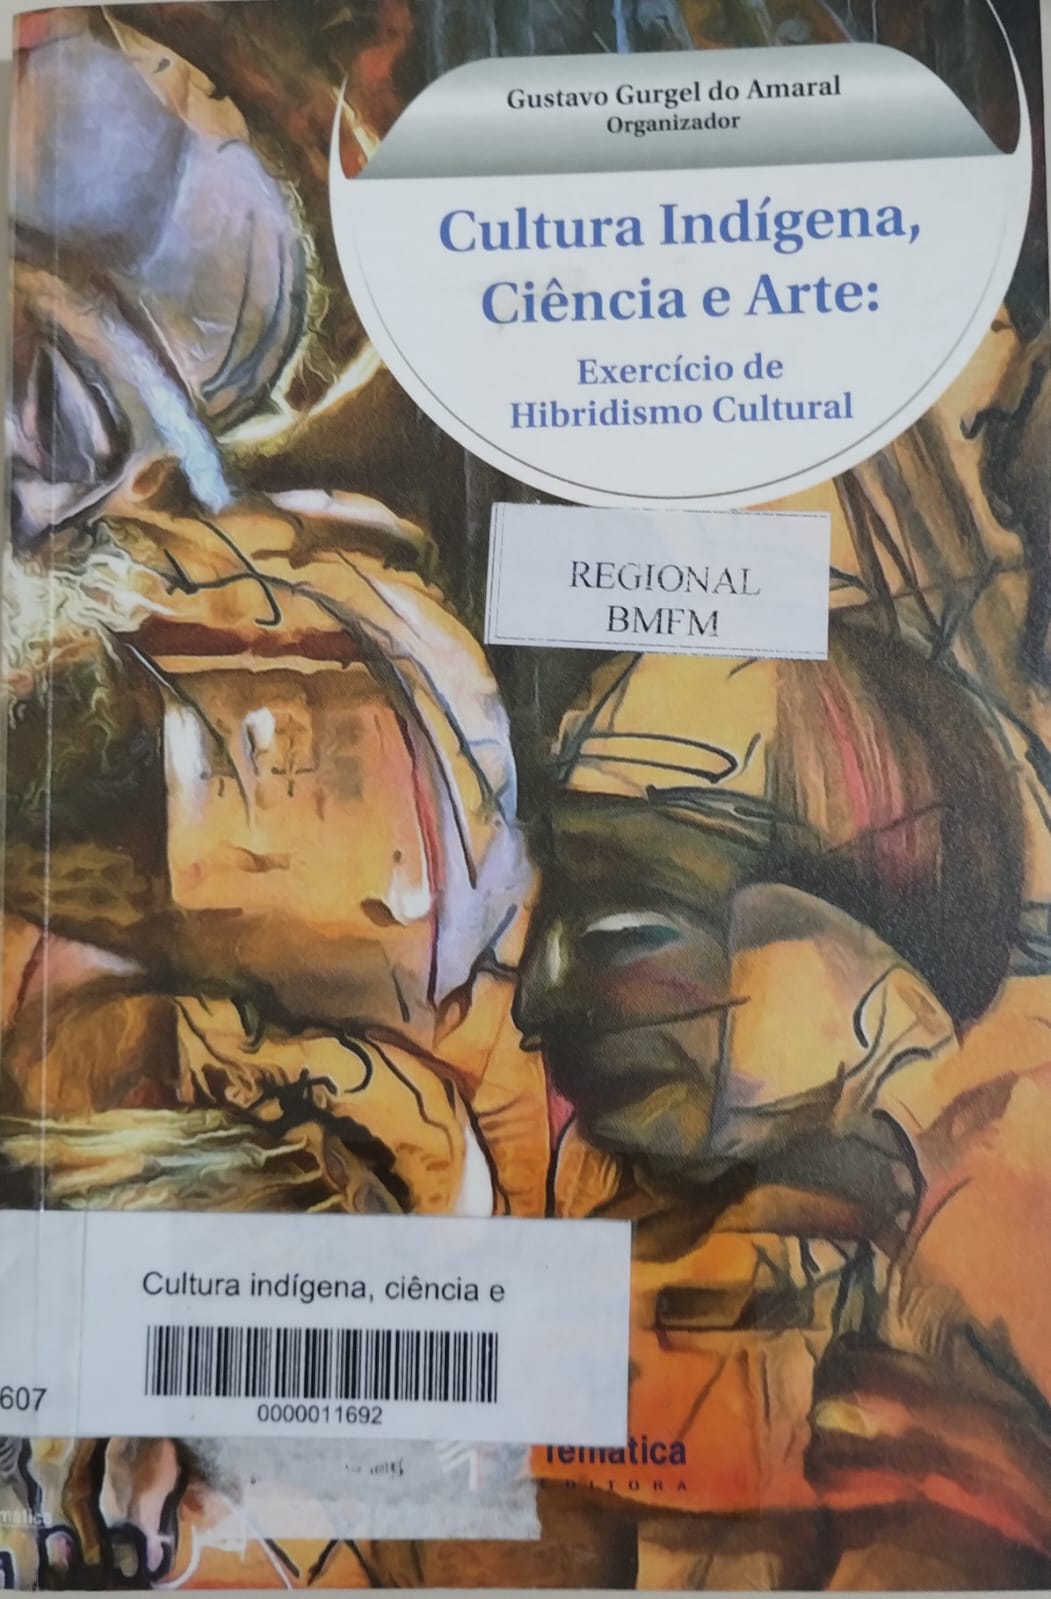 Gustavo Gurgel do Amaral
Organizador
Cultura Indígena,
Ciência e Arte:
Exercício de
Hibridismo Cultural
REGIONAL
BMFM
Cultura indígena, ciência e
607
0000011692
Temática
EDITORA